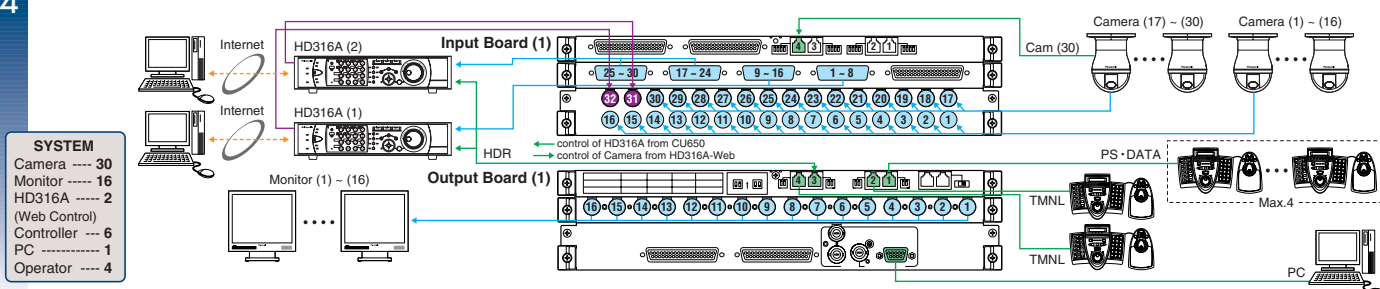 4
SYSTEM
Camera ---- 30
Monitor ----- 16
HD316A ----- 2
(Web Control)
Controller --- 6
PC ------------ 1
Operator ---- 4
Internet
HD316A (2)
Internet
HD316A (1)
HDR
Monitor (1) ~ (16)
Input Board (1)
4 3 2 1
25 ~ 30 17 ~ 24 9 ~ 16 1 ~ 8
32 31 30 29 28 27 26 25 24 23 22 21 20 19 18 17
16 15 14 13 12 11 10 9 8 7 6 5 4 3 2 1
control of HD316A from CU650
control of Camera from HD316A-Web
Output Board (1)
4 3 2 1
16 15 14 13 12 11 10 9 8 7 6 5 4 3 2 1
Camera (17) ~ (30)
Camera (1) ~ (16)
Cam (30)
PS·DATA
Max.4
TMNL
TMNL
PC